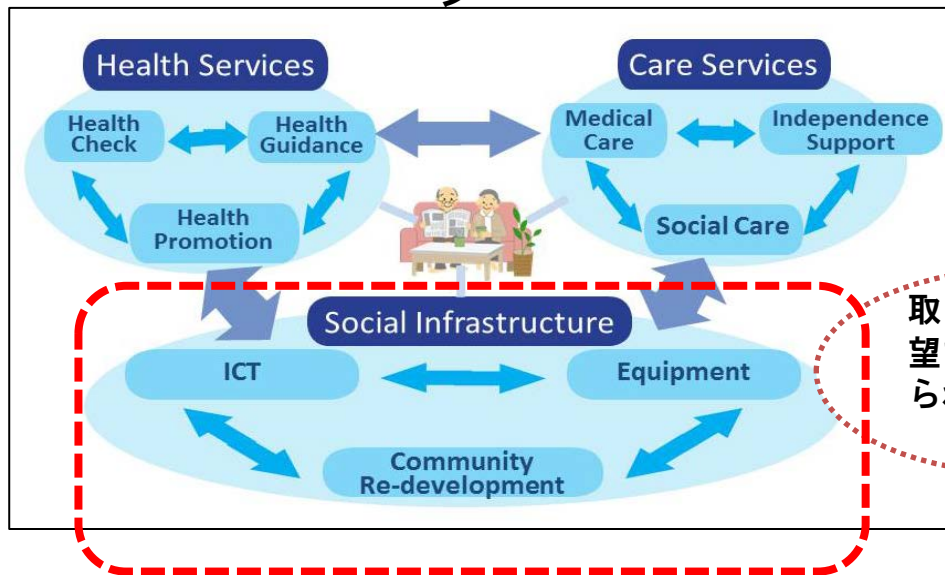 Health Services
Care Services
Health
Check
Health
Guidance
Health
Promotion
Medical
Care
Independence
Support
Social Care
Social Infrastructure
ICT
Equipment
Community
Re-development
取
望
られ